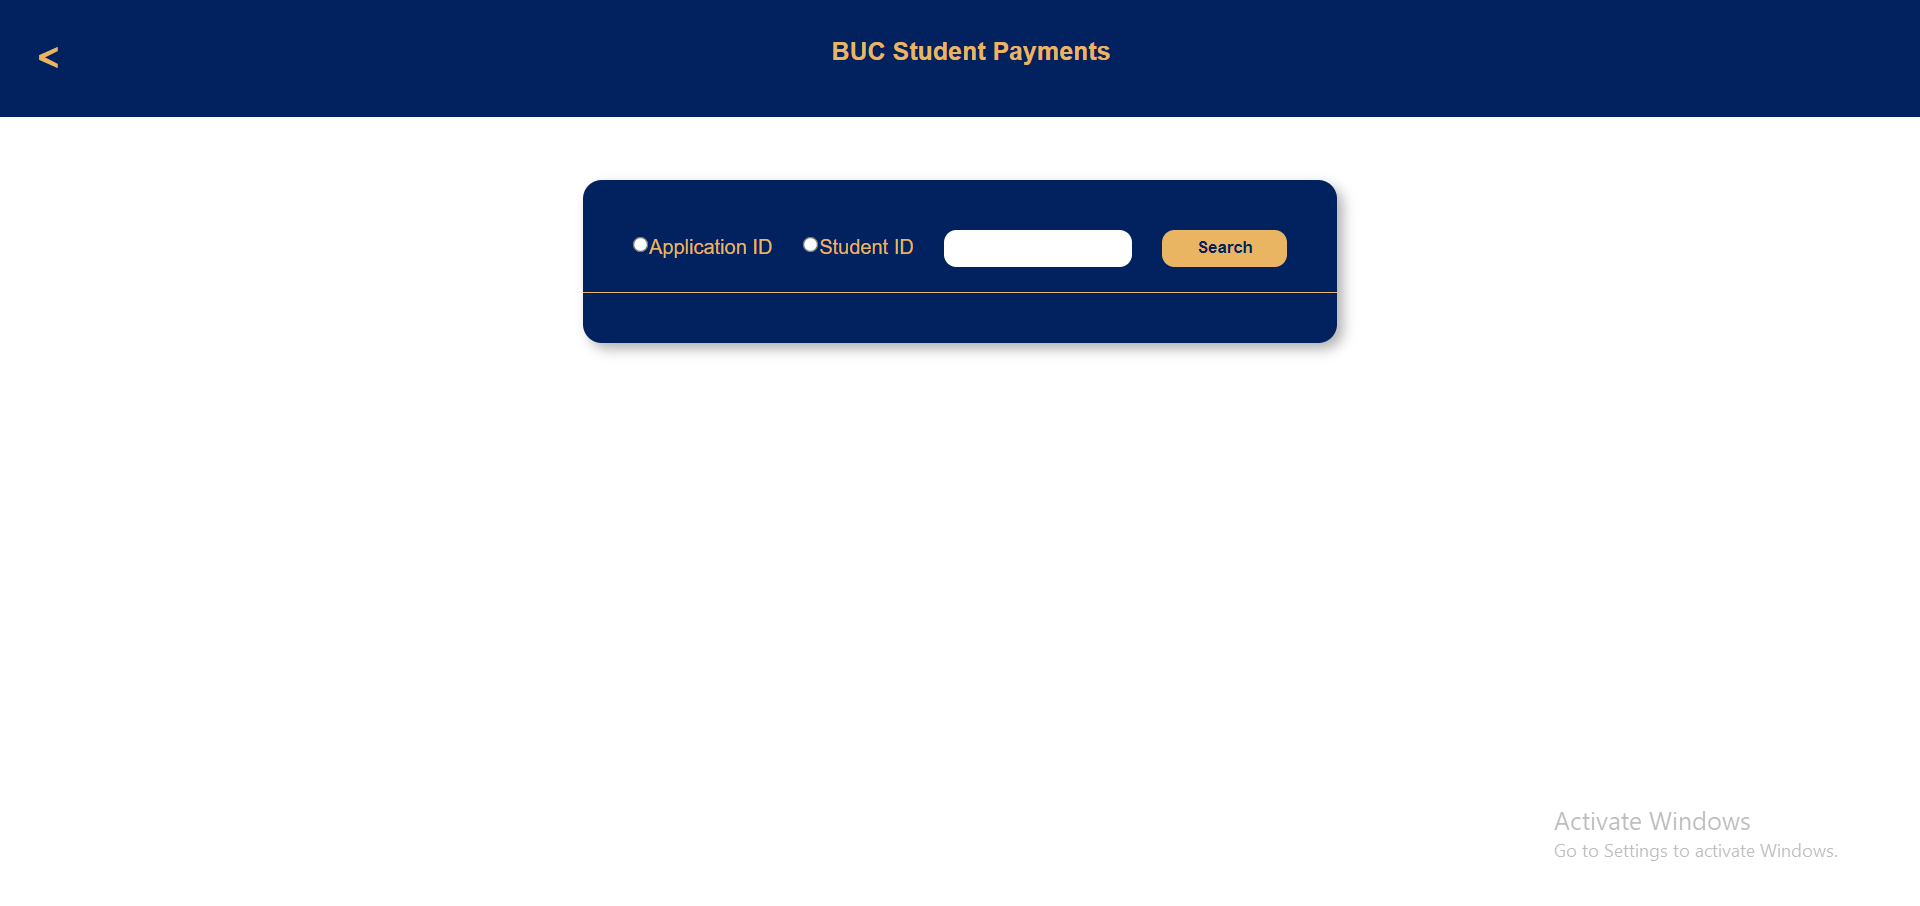 <
BUC Student Payments
Application ID Student ID Search
Activate Windows
Go to Settings to activate Windows.